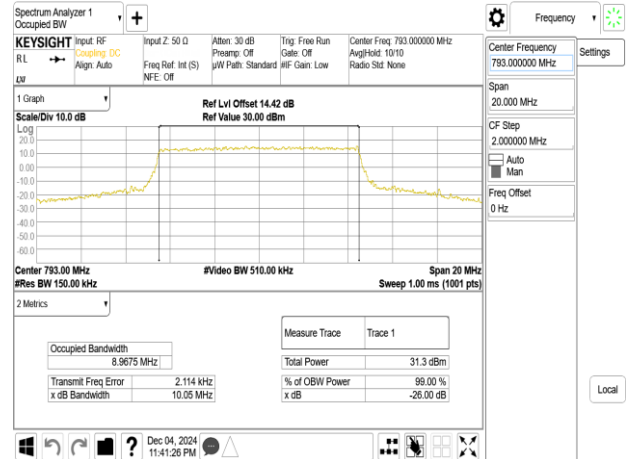 Spectrum Analyzer 1
Occupied BW
Frequency
KEYSIGHT Input: RF Input Z: 50 Ω Atten: 30 dB Trig: Free Run Center Freq: 793.000000 MHz
Coupling: DC Preamp: Off Gate: Off Avg|Hold: 10/10
RL Align: Auto Freq Ref: Int (S) µW Path: Standard #IF Gain: Low Radio Std: None
NFE: Off
Center Frequency
793.000000 MHz
Settings
Span
20.000 MHz
CF Step
2.000000 MHz
Auto
Man
Freq Offset
0 Hz
1 Graph
Ref Lvl Offset 14.42 dB
Scale/Div 10.0 dB Ref Value 30.00 dBm
Log
20.0
10.0
0.00
-10.0
-20.0
-30.0
-40.0
-50.0
-60.0
Center 793.00 MHz #Video BW 510.00 kHz Span 20 MHz
#Res BW 150.00 kHz Sweep 1.00 ms (1001 pts)
2 Metrics
Measure Trace Trace 1
Occupied Bandwidth
8.9675 MHz
Total Power 31.3 dBm
Transmit Freq Error 2.114 kHz % of OBW Power 99.00 %
x dB Bandwidth 10.05 MHz x dB -26.00 dB
Local
?
Dec 04, 2024
11:41:26 PM